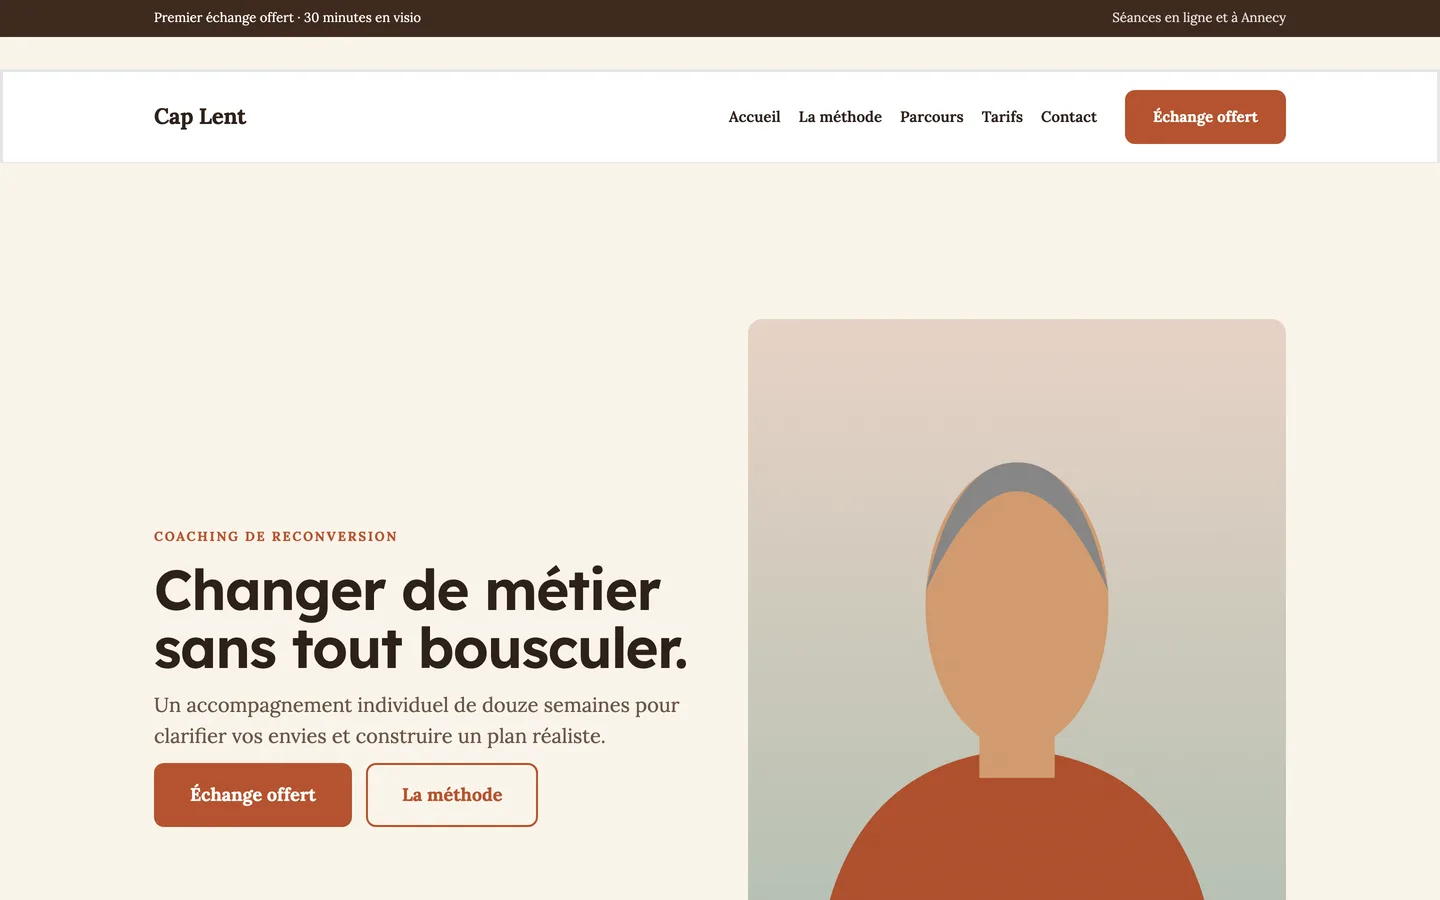 Premier échange offert · 30 minutes en visio
Séances en ligne et à Annecy
Cap Lent
Accueil
La méthode
Parcours
Tarifs
Contact
Échange offert
COACHING DE RECONVERSION
Changer de métier
sans tout bousculer.
Un accompagnement individuel de douze semaines pour
clarifier vos envies et construire un plan réaliste.
Échange offert
La méthode